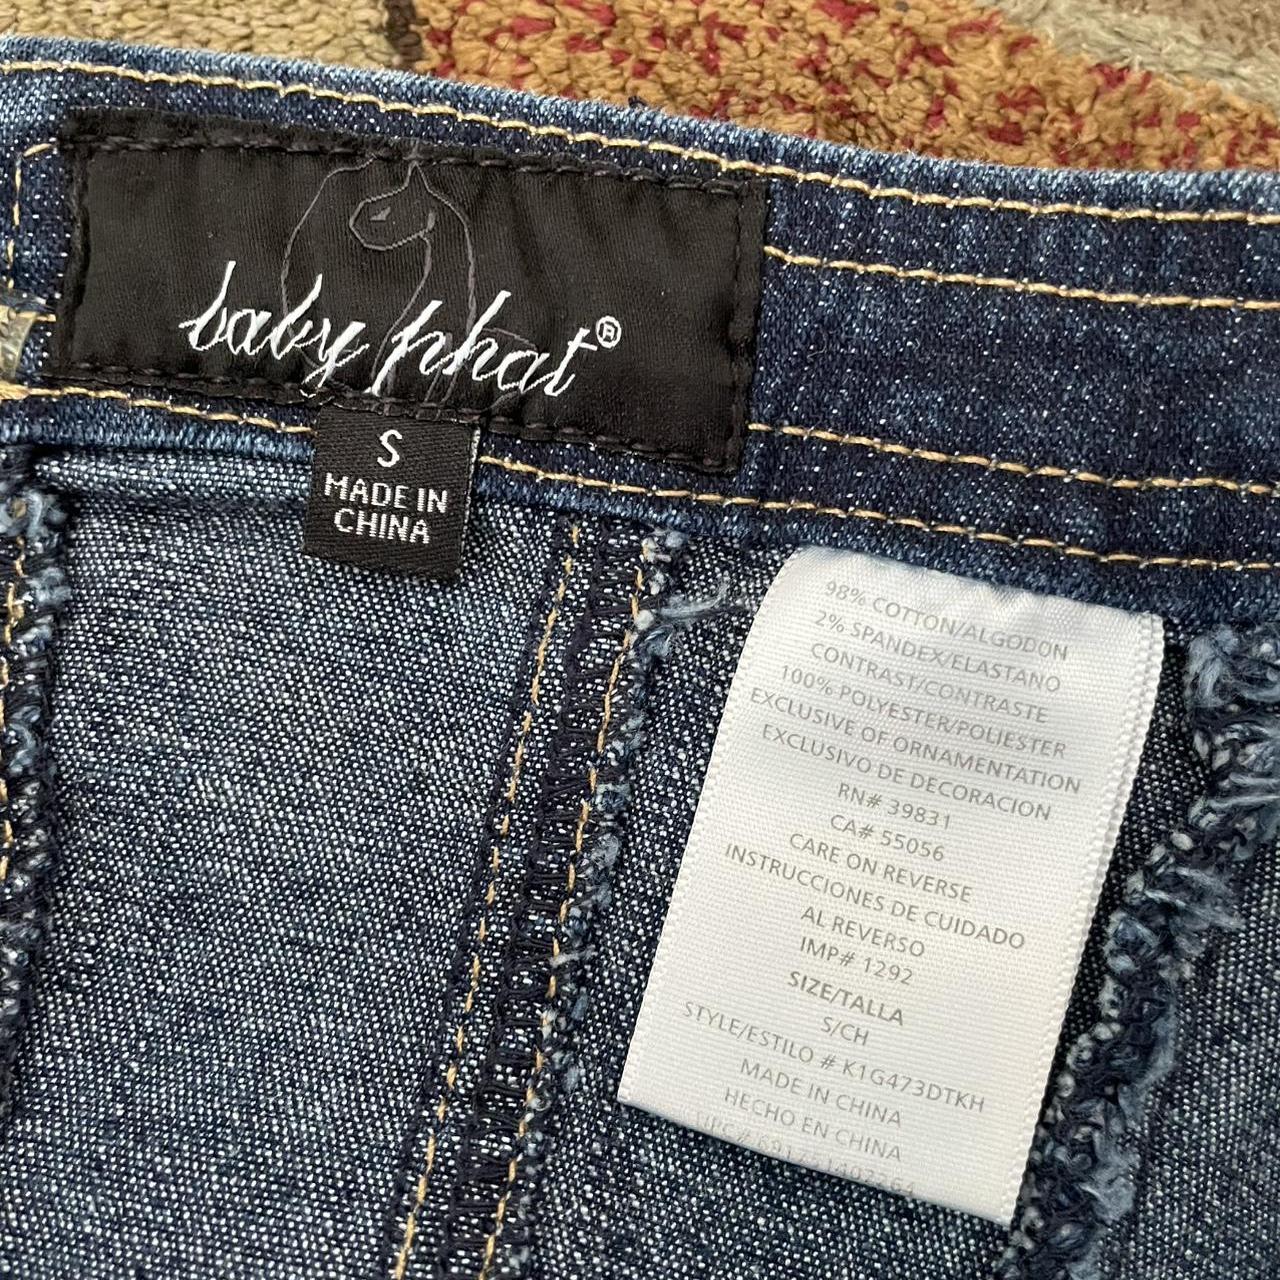 baby phat®
S
MADE IN
CHINA
98% COTTON/ALGODON
2% SPANDEX/ELASTANO
CONTRAST/CONTRASTE
100% POLYESTER/POLIESTER
EXCLUSIVE OF ORNAMENTATION
EXCLUSIVO DE DECORACION
RN# 39831
CA# 55056
CARE ON REVERSE
INSTRUCCIONES DE CUIDADO
AL REVERSO
IMP# 1292
SIZE/TALLA
S/CH
STYLE/ESTILO # K1G473DTKH
MADE IN CHINA
HECHO EN CHINA
UPC#